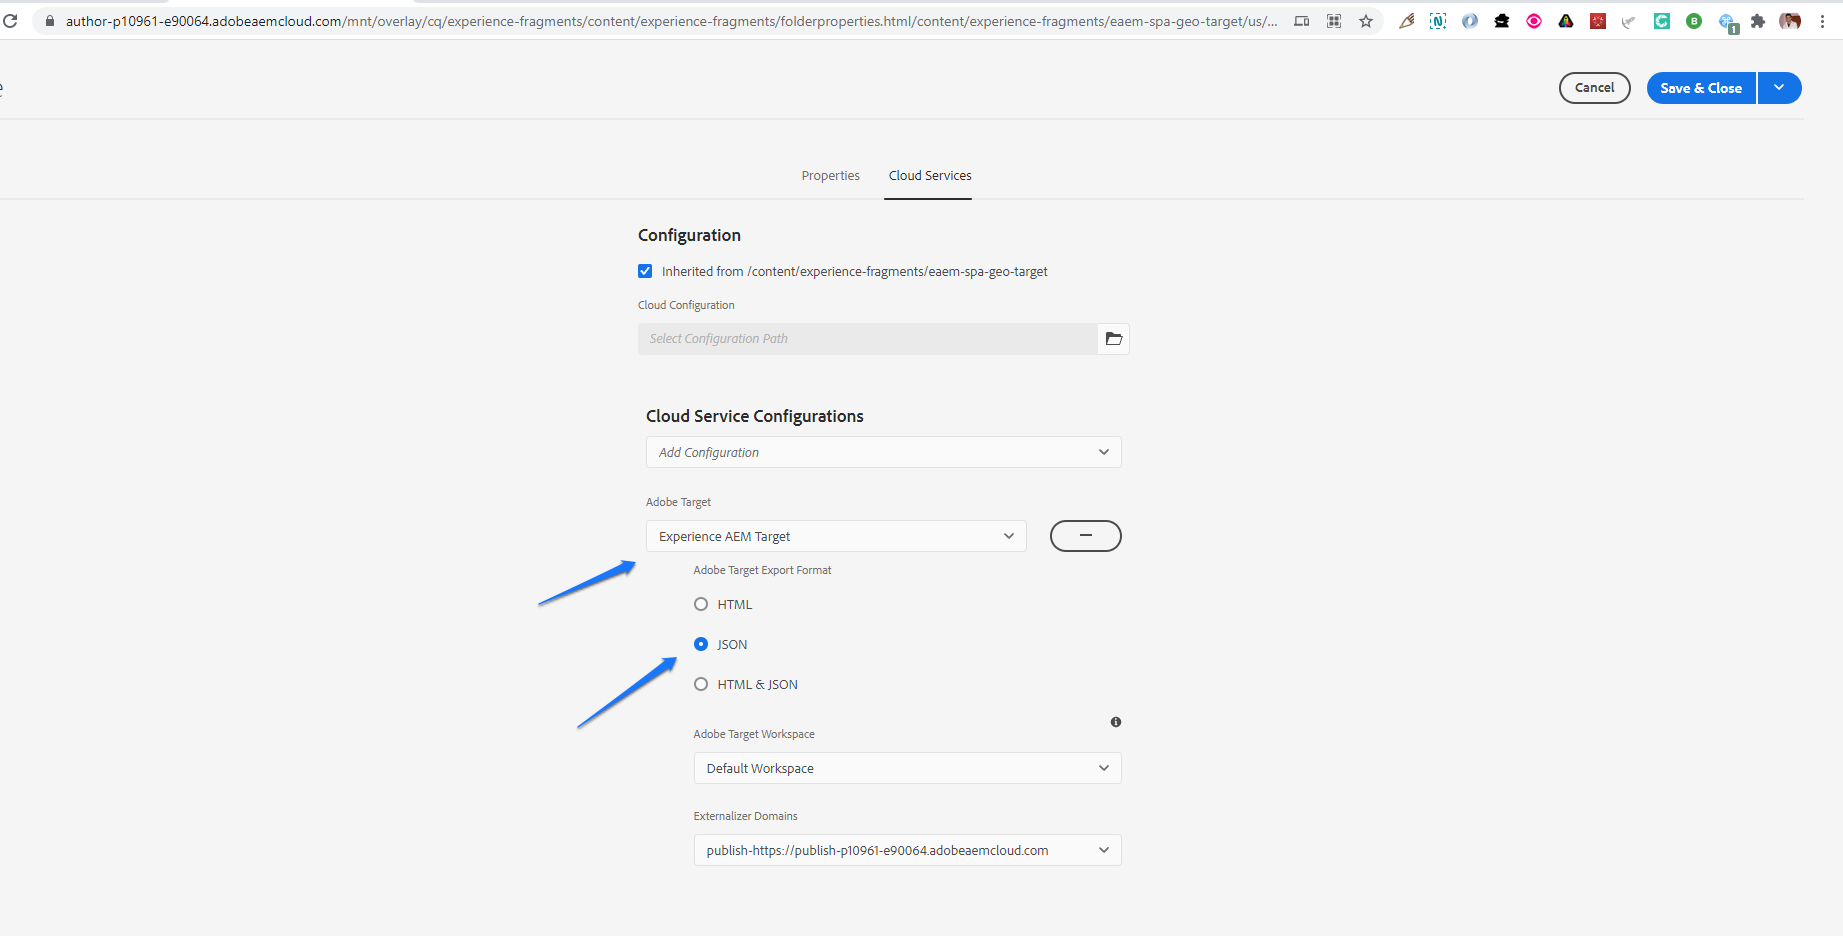 author-p10961-e90064.adobeaemcloud.com/mnt/overlay/cq/experience-fragments/content/experience-fragments/folderproperties.html/content/experience-fragments/eaem-spa-geo-target/us/...
1
e
Cancel
Save & Close
Properties
Cloud Services
Configuration
Inherited from /content/experience-fragments/eaem-spa-geo-target
Cloud Configuration
Select Configuration Path
Cloud Service Configurations
Add Configuration
Adobe Target
Experience AEM Target
Adobe Target Export Format
HTML
JSON
HTML & JSON
Adobe Target Workspace
Default Workspace
Externalizer Domains
publish-https://publish-p10961-e90064.adobeaemcloud.com